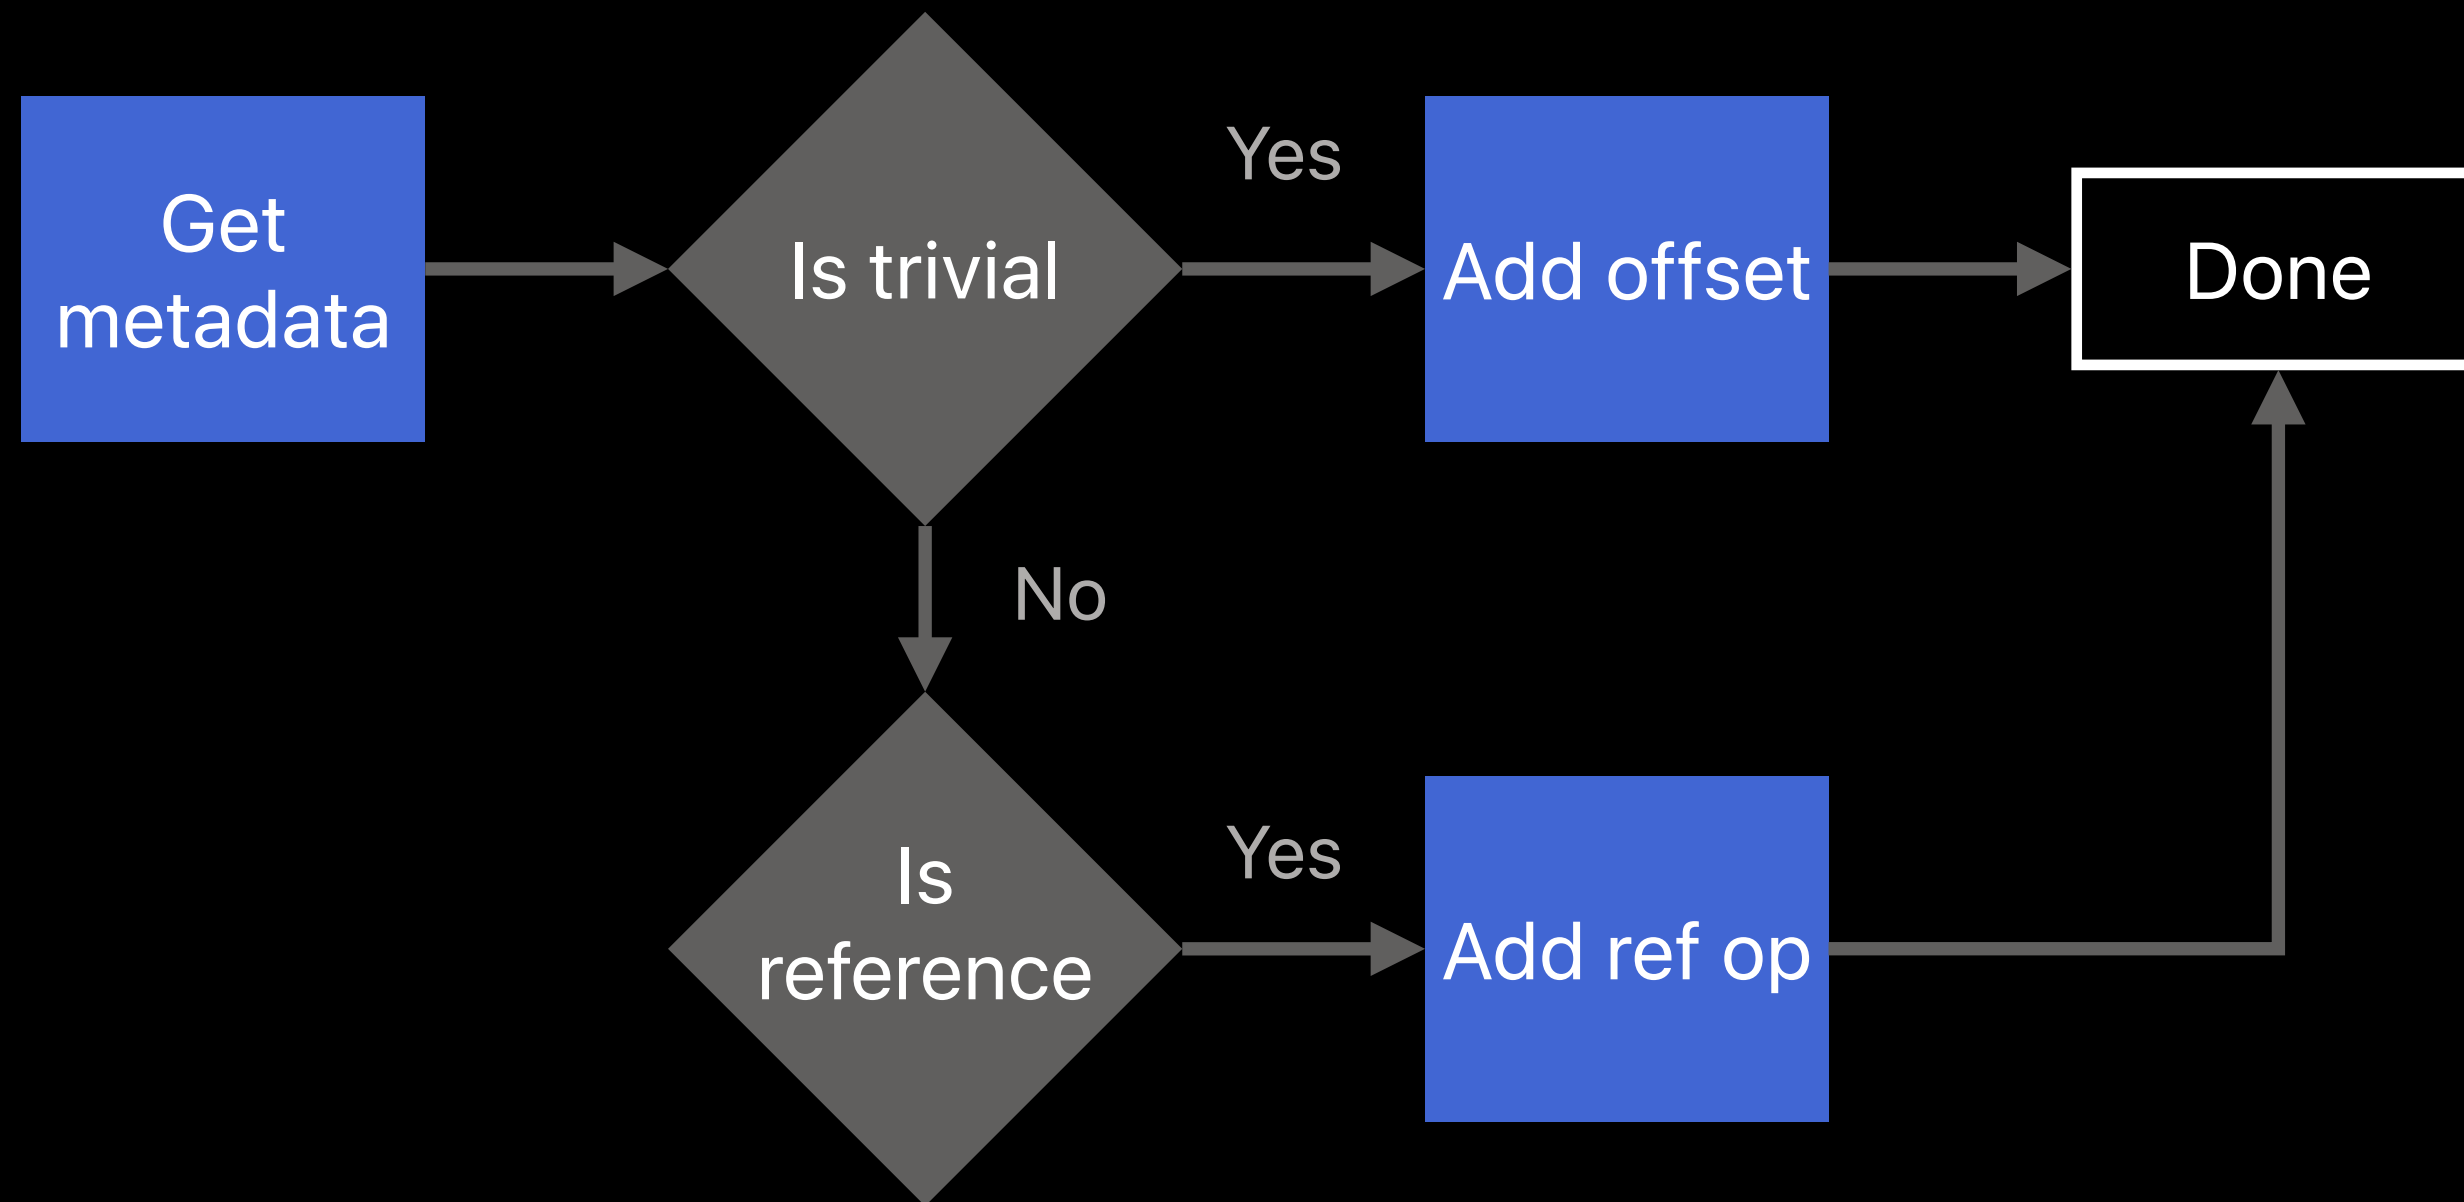 Get
metadata
Is trivial
Yes
Add offset
Done
No
Is
reference
Yes
Add ref op